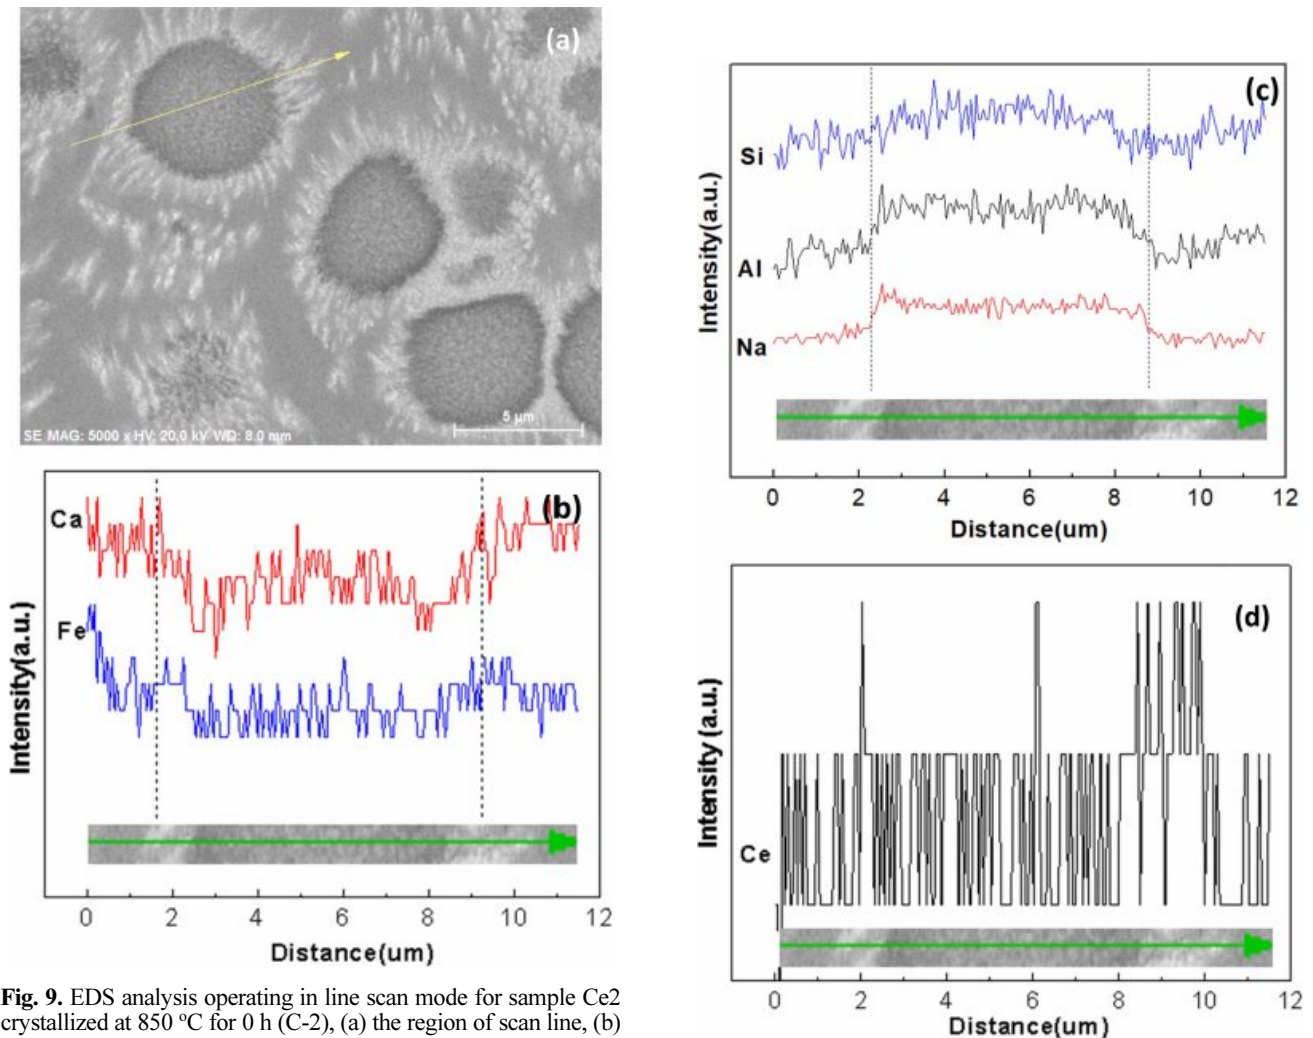 (a)
5 µm
SE MAG: 5000 x HV: 20.0 kV WD: 8.0 mm
(b)
Ca
Fe
Intensity(a.u.)
0 2 4 6 8 10 12
Distance(um)
Fig. 9. EDS analysis operating in line scan mode for sample Ce2
crystallized at 850 ºC for 0 h (C-2), (a) the region of scan line, (b)
(c)
Si
Al
Na
Intensity(a.u.)
0 2 4 6 8 10 12
Distance(um)
(d)
Ce
Intensity (a.u.)
0 2 4 6 8 10 12
Distance(um)